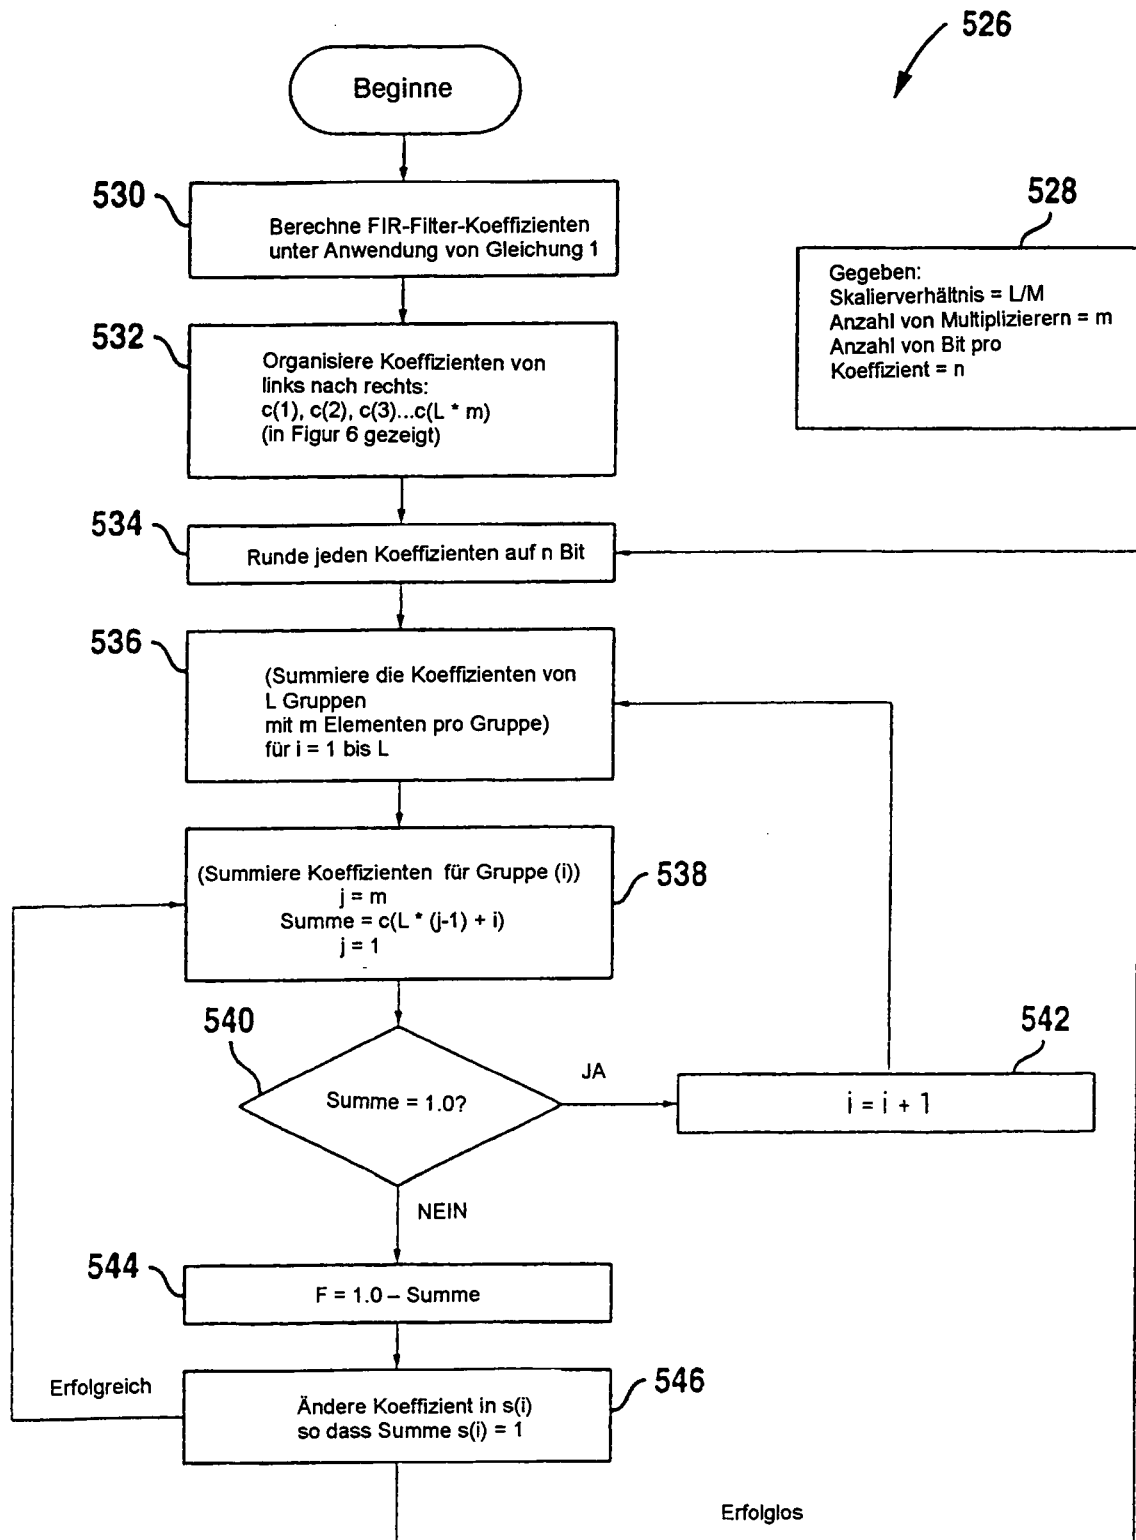 526
Beginne
530
Berechne FIR-Filter-Koeffizienten
unter Anwendung von Gleichung 1
528
Gegeben:
Skalierverhältnis = L/M
Anzahl von Multiplizierern = m
Anzahl von Bit pro
Koeffizient = n
532
Organisiere Koeffizienten von
links nach rechts:
c(1), c(2), c(3)...c(L * m)
(in Figur 6 gezeigt)
534
Runde jeden Koeffizienten auf n Bit
536
(Summiere die Koeffizienten von
L Gruppen
mit m Elementen pro Gruppe)
für i = 1 bis L
538
(Summiere Koeffizienten für Gruppe (i))
j = m
Summe = c(L * (j-1) + i)
j = 1
540
Summe = 1.0?
JA
542
i = i + 1
NEIN
544
F = 1.0 – Summe
Erfolgreich
546
Ändere Koeffizient in s(i)
so dass Summe s(i) = 1
Erfolglos